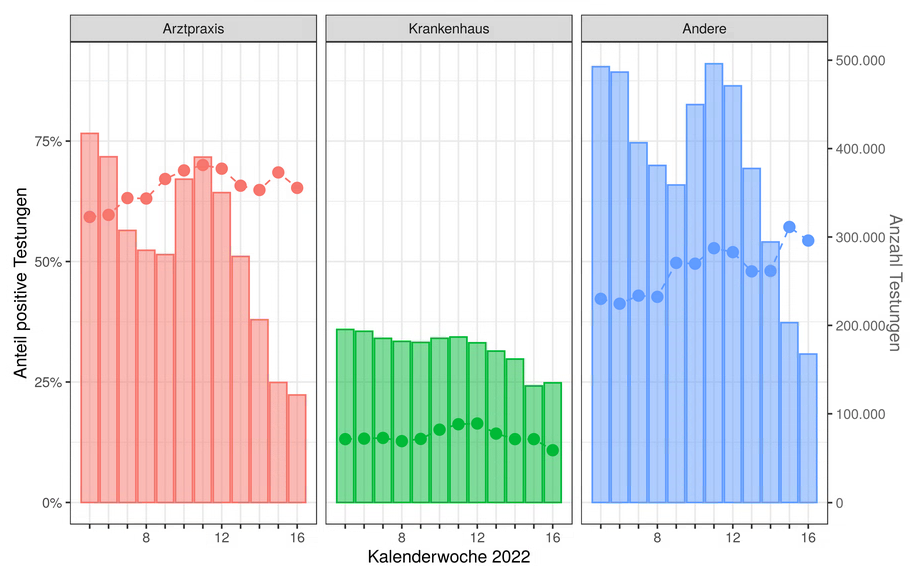 Arztpraxis
Krankenhaus
Andere
Anteil positive Testungen
75%
50%
25%
0%
500.000
400.000
300.000
200.000
100.000
0
Anzahl Testungen
8 12 16
8 12 16
8 12 16
Kalenderwoche 2022